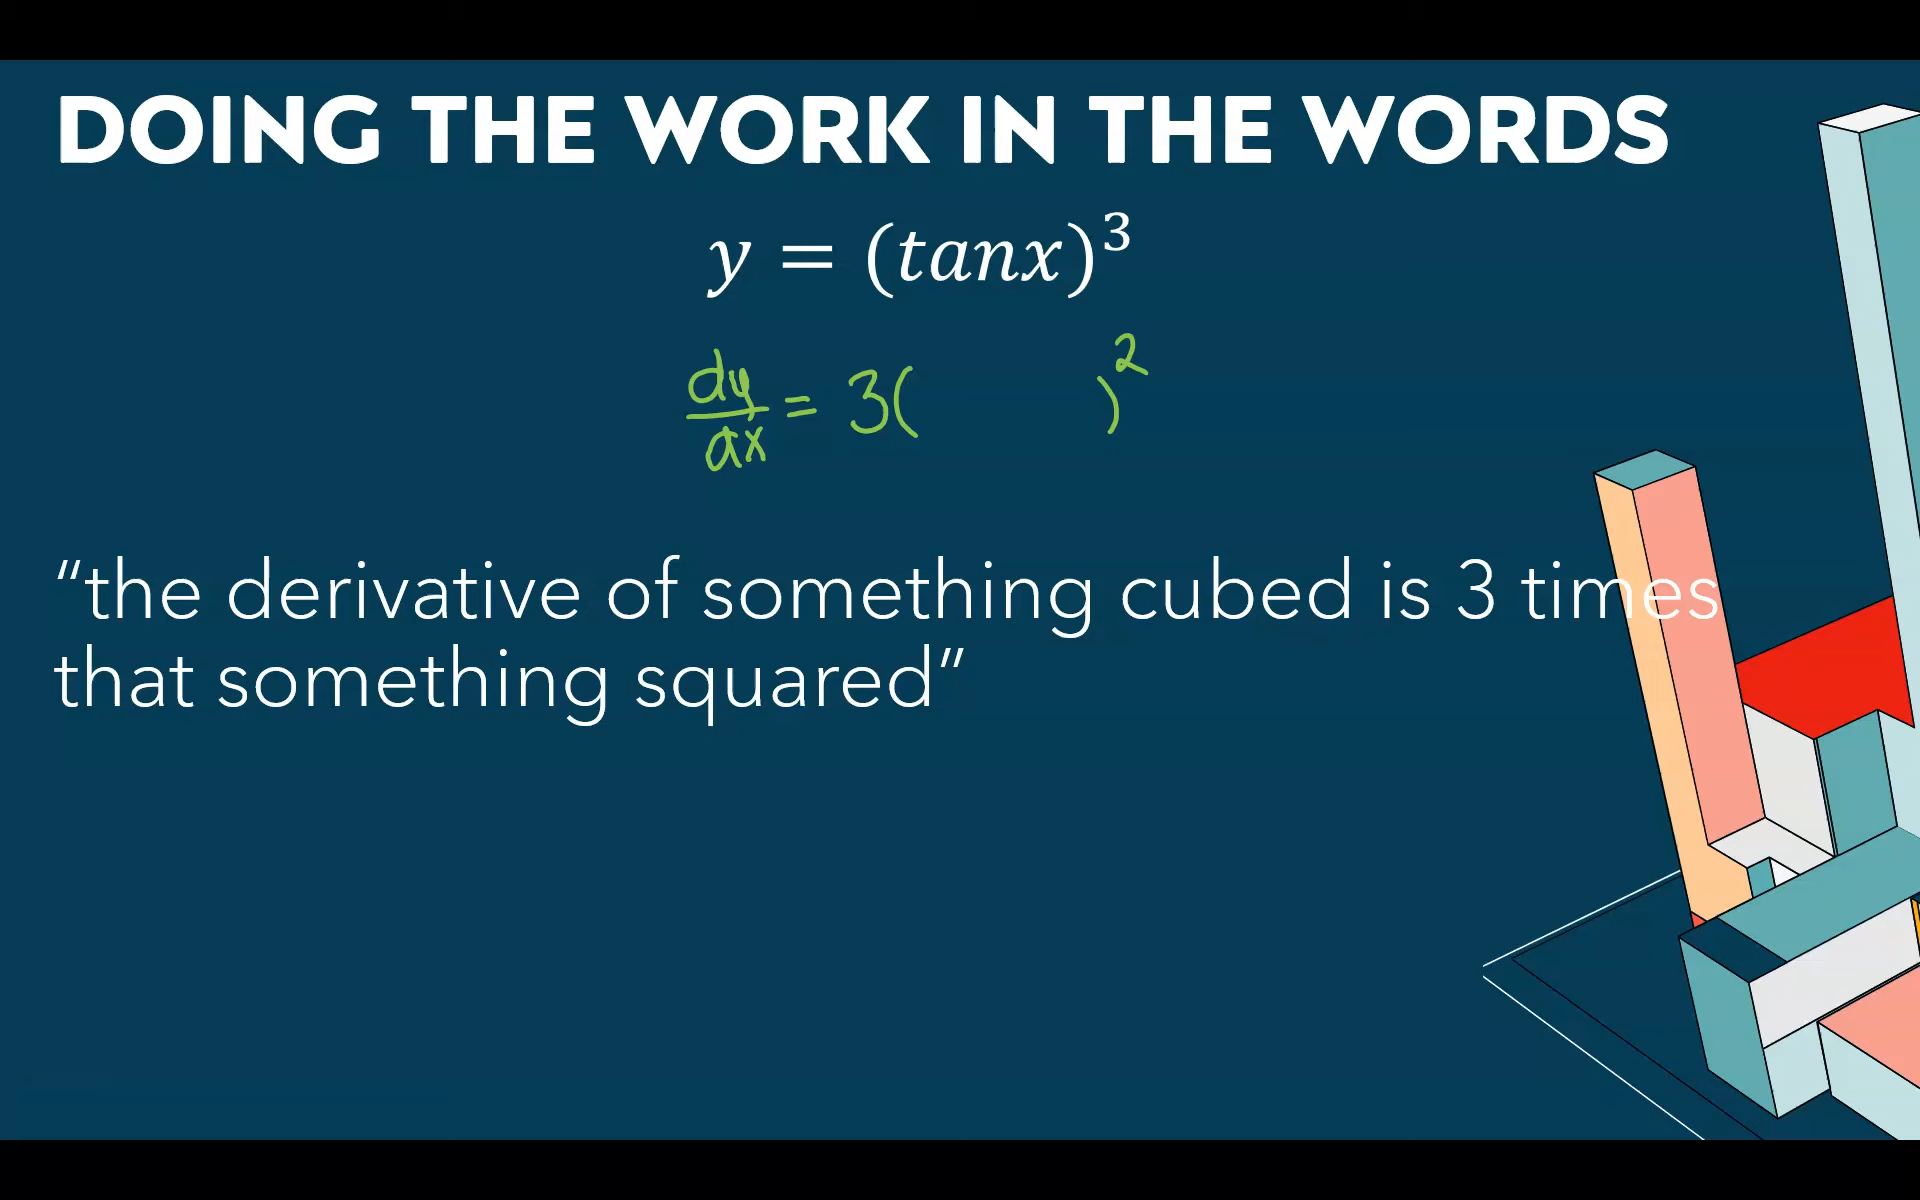 DOING THE WORK IN THE WORDS
y = (tanx)³
dy/dx = 3(        )²
“the derivative of something cubed is 3 times
that something squared”